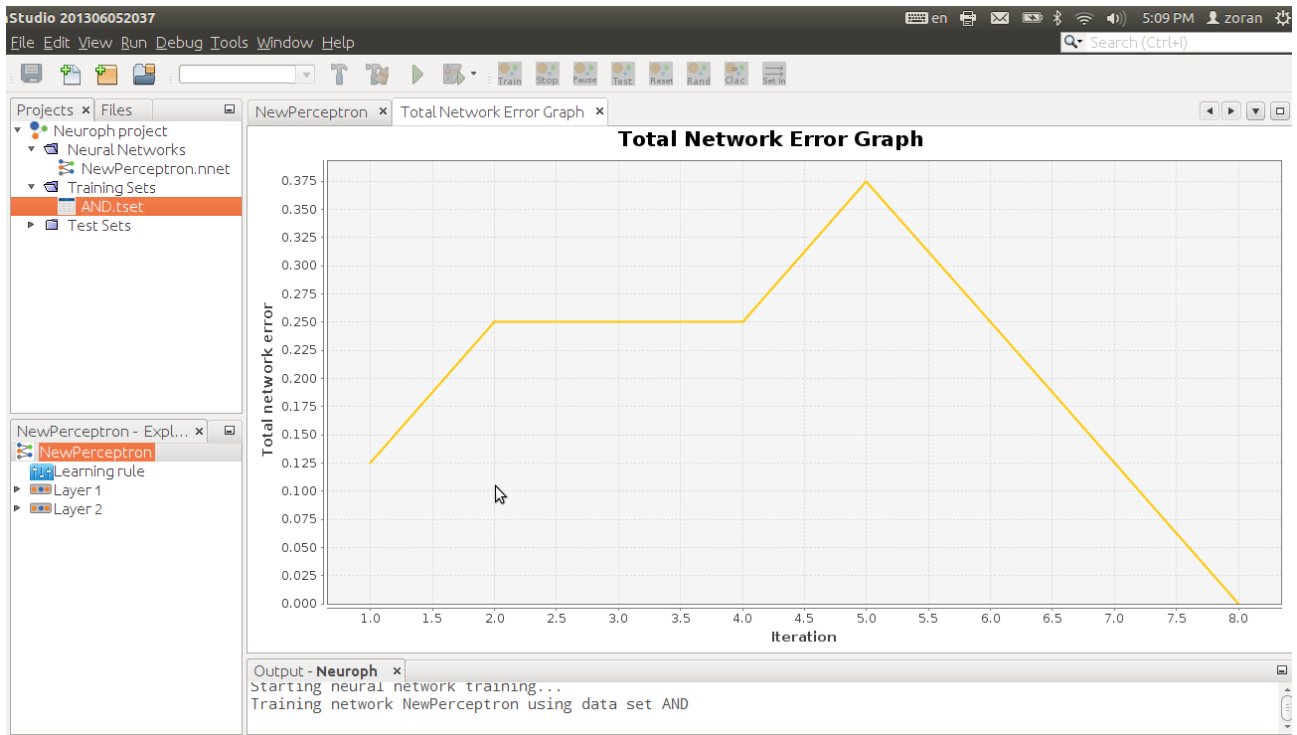 Studio 201306052037
en 5:09 PM zoran
File Edit View Run Debug Tools Window Help
Search (Ctrl+I)
Train Stop Pause Test Reset Rand Clac Set In
Projects Files
Neuroph project
Neural Networks
NewPerceptron.nnet
Training Sets
AND.tset
Test Sets
NewPerceptron - Expl...
NewPerceptron
Learning rule
Layer 1
Layer 2
NewPerceptron Total Network Error Graph
Total Network Error Graph
Total network error
0.375
0.350
0.325
0.300
0.275
0.250
0.225
0.200
0.175
0.150
0.125
0.100
0.075
0.050
0.025
0.000
1.0 1.5 2.0 2.5 3.0 3.5 4.0 4.5 5.0 5.5 6.0 6.5 7.0 7.5 8.0
Iteration
Output - Neuroph
Starting neural network training...
Training network NewPerceptron using data set AND